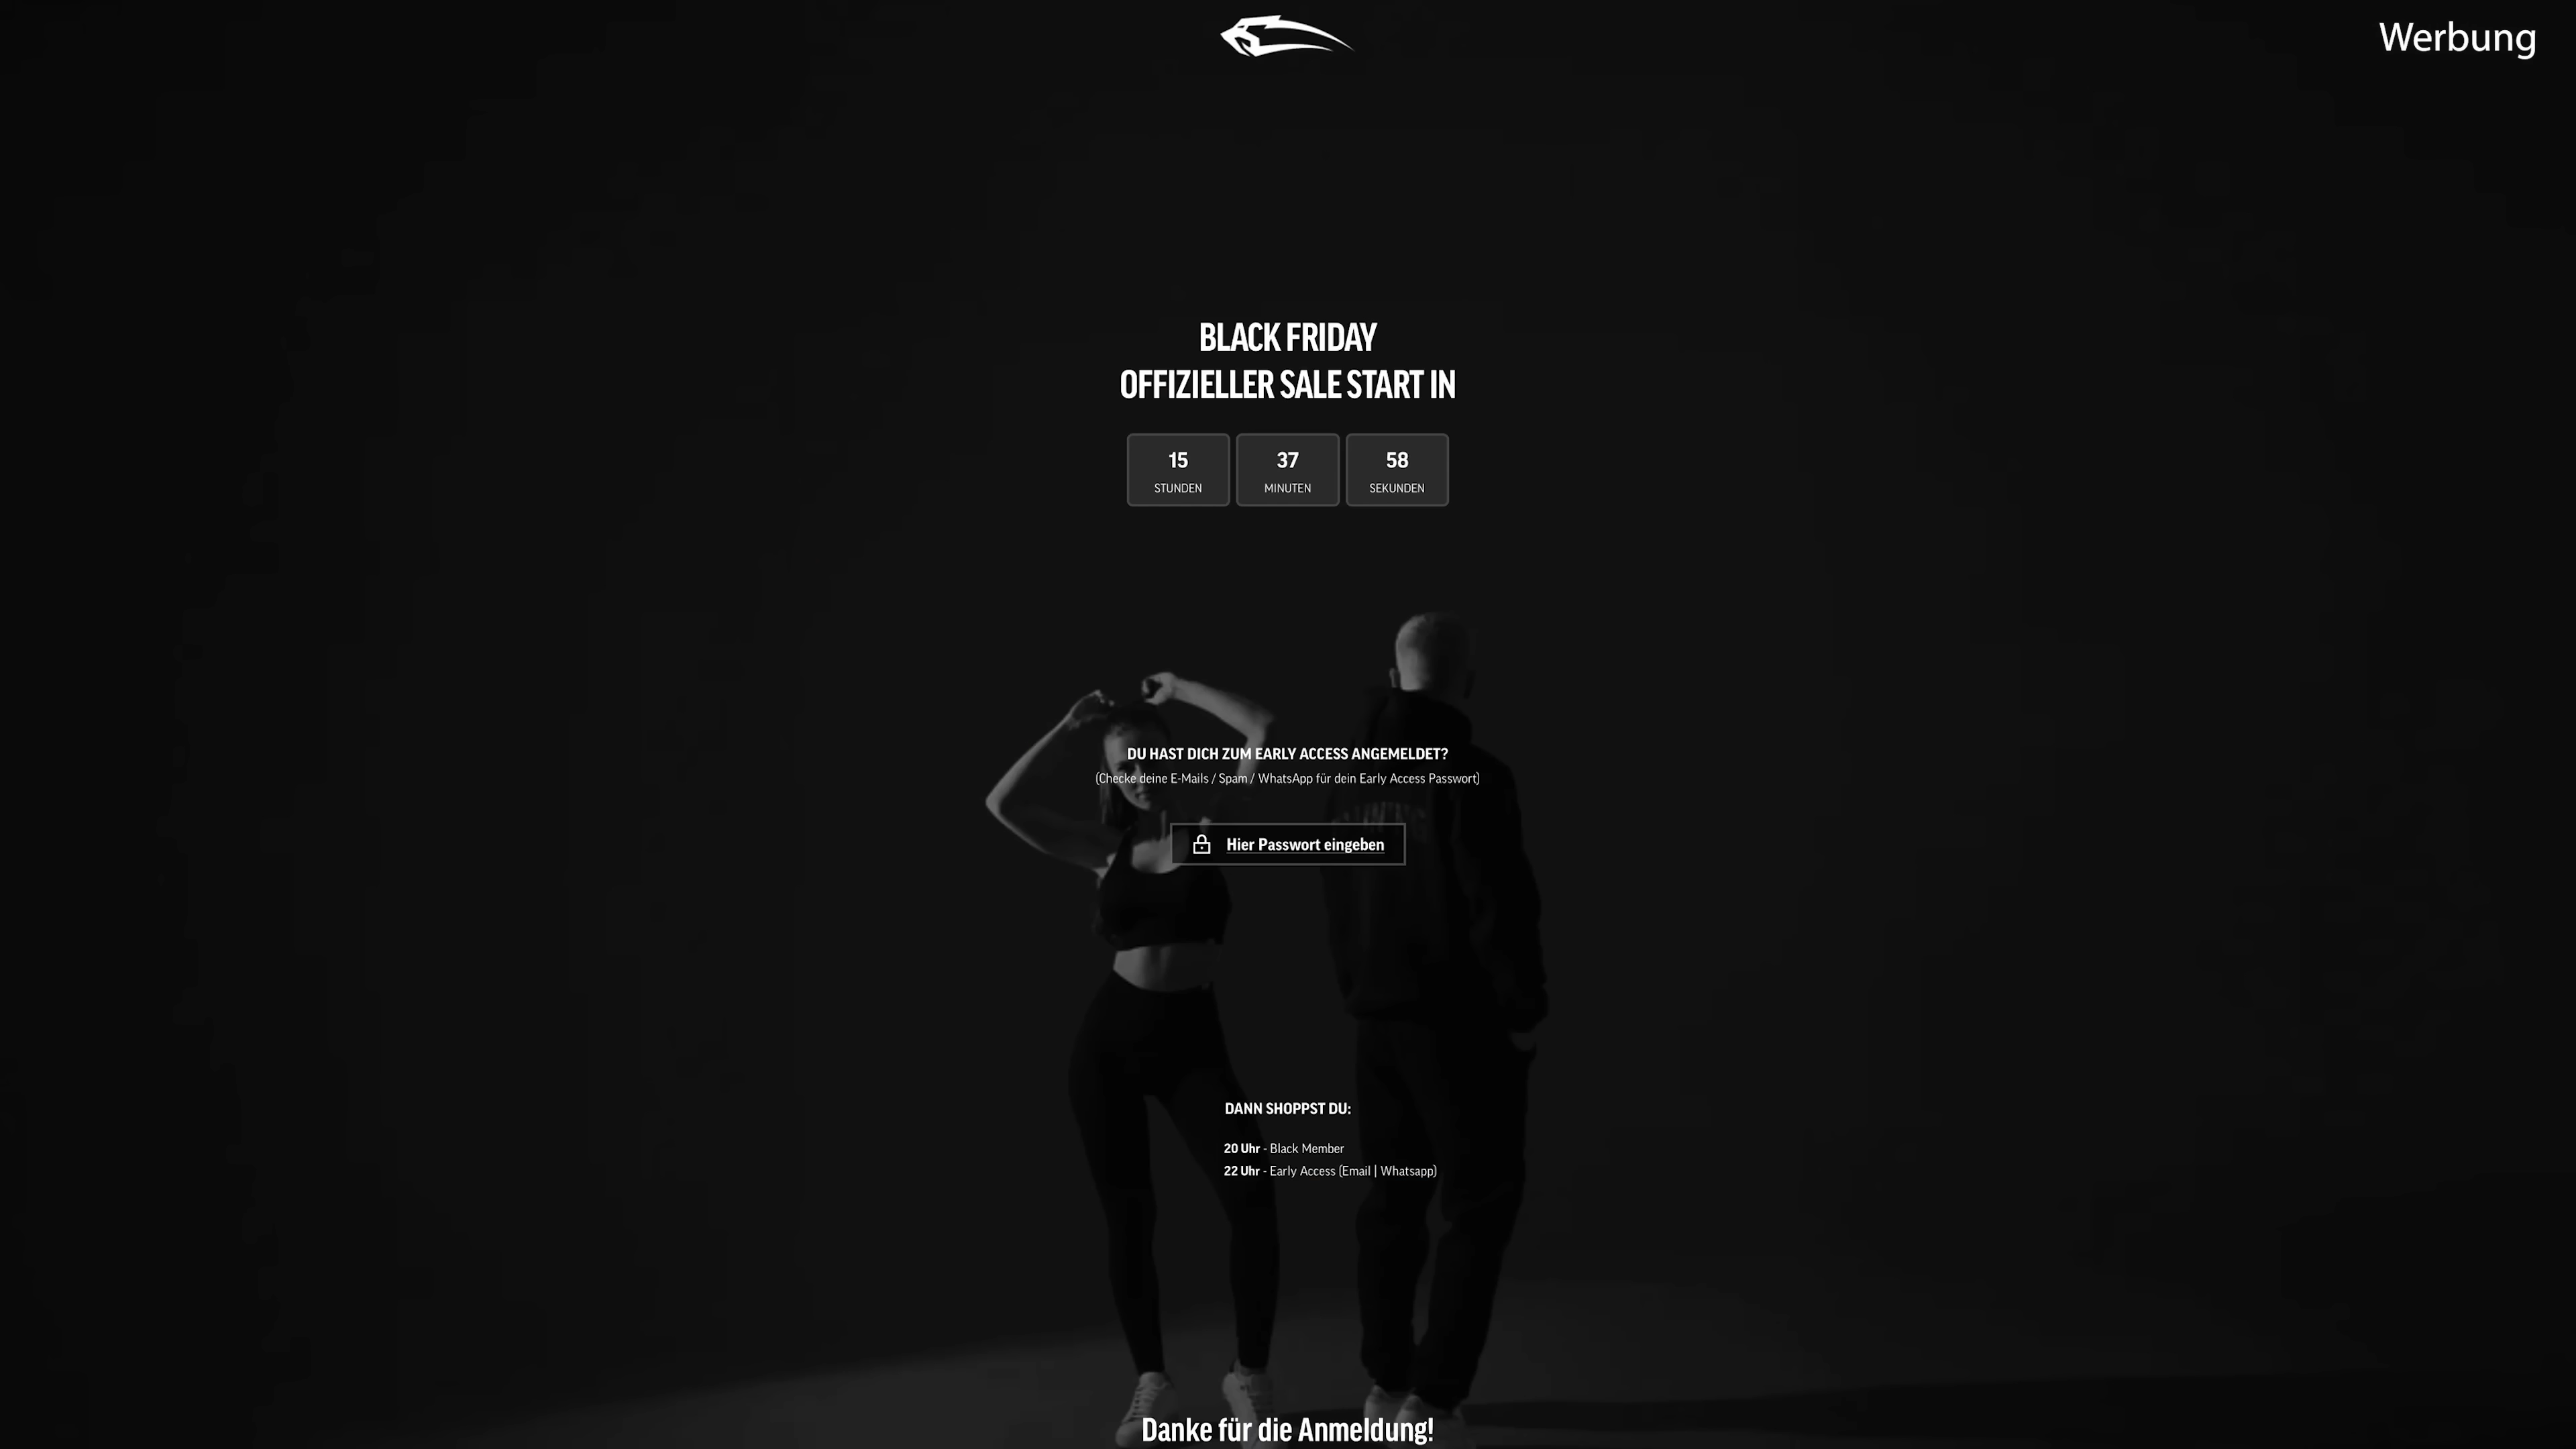 Werbung
BLACK FRIDAY
OFFIZIELLER SALE START IN
15 37 58
STUNDEN MINUTEN SEKUNDEN
DU HAST DICH ZUM EARLY ACCESS ANGEMELDET?
(Checke deine E-Mails / Spam / WhatsApp für dein Early Access Passwort)
Hier Passwort eingeben
DANN SHOPPST DU:
20 Uhr - Black Member
22 Uhr - Early Access (Email | Whatsapp)
Danke für die Anmeldung!